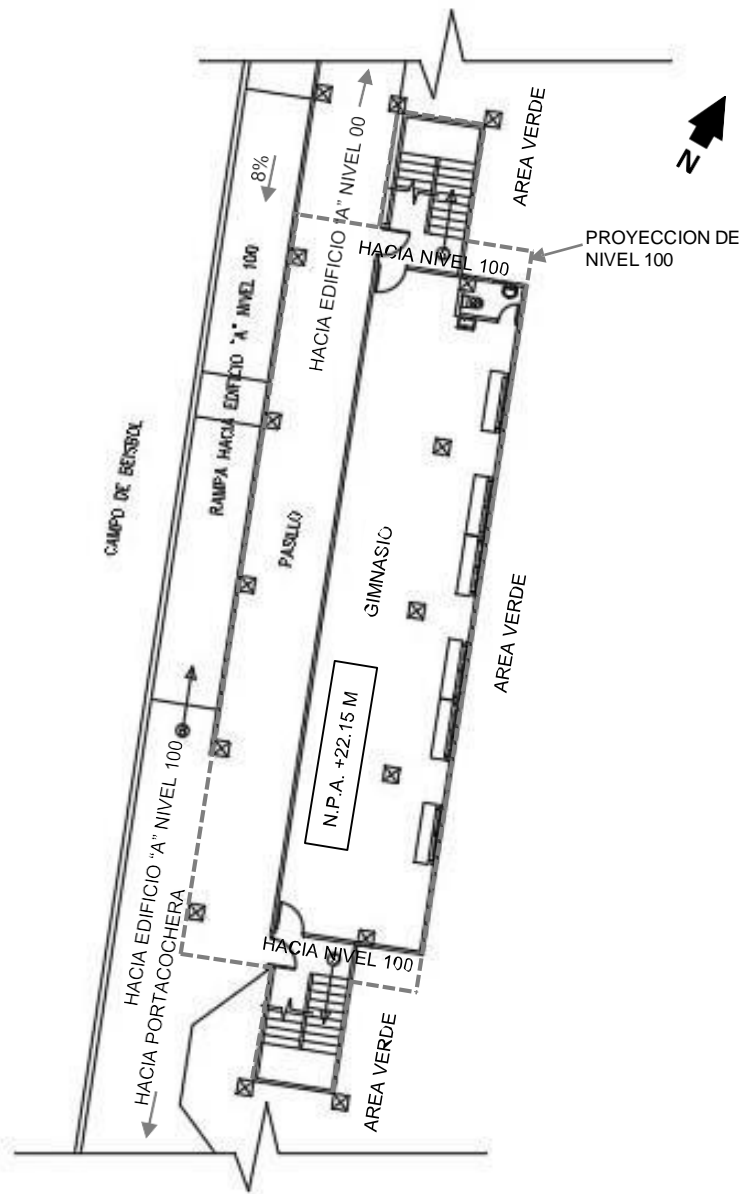 AREA VERDE
8%
HACIA EDIFICIO "A" NIVEL 00
N
HACIA NIVEL 100
PROYECCION DE
NIVEL 100
RAMPA HACIA EDIFICIO "A" NIVEL 100
CAMPO DE BEISBOL
PASILLO
GIMNASIO
AREA VERDE
N.P.A. +22.15 M
HACIA EDIFICIO "A" NIVEL 100
HACIA PORTACOCHERA
HACIA NIVEL 100
AREA VERDE